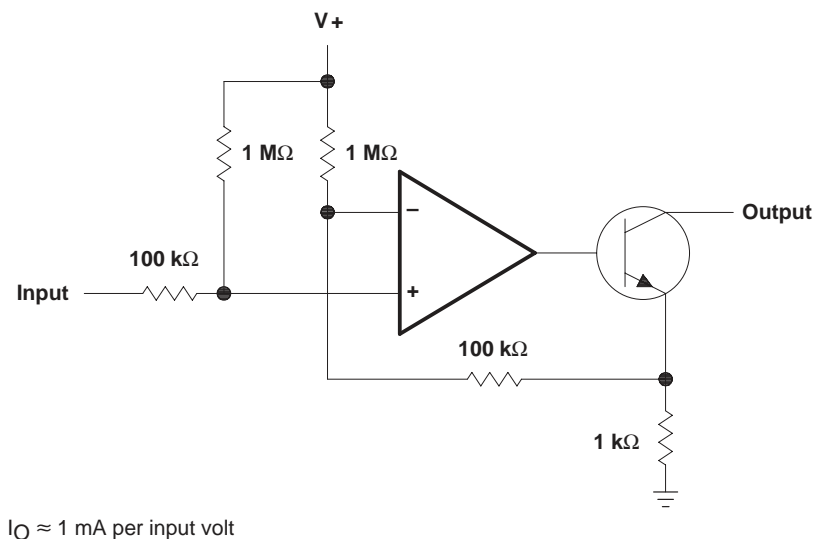 V+
1 MΩ 1 MΩ
−
Output
100 kΩ
Input
+
100 kΩ
1 kΩ
IO ≈ 1 mA per input volt